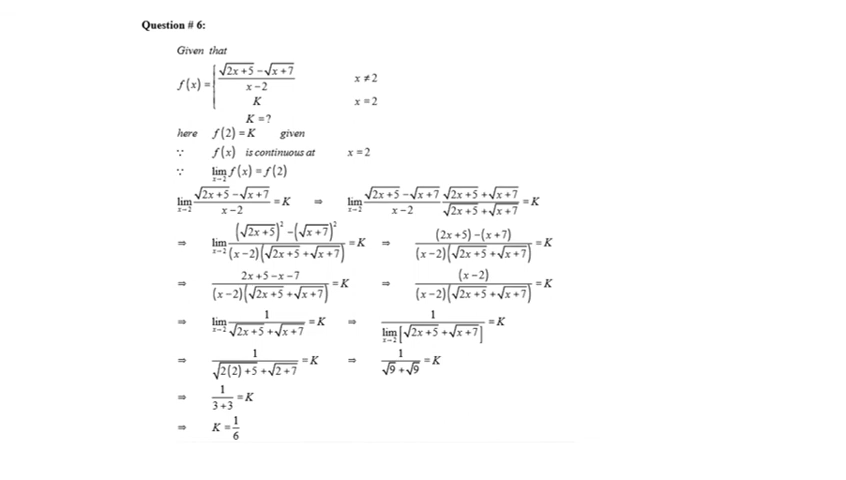 Question # 6:
Given that
f(x) = { (√(2x+5) − √(x+7)) / (x−2)    x ≠ 2
K    x = 2
K = ?
here f(2) = K given
∵ f(x) is continuous at x = 2
∵ lim_{x→2} f(x) = f(2)
lim_{x→2} (√(2x+5) − √(x+7)) / (x−2) = K ⇒ lim_{x→2} (√(2x+5) − √(x+7)) / (x−2) (√(2x+5) + √(x+7)) / (√(2x+5) + √(x+7)) = K
⇒ lim_{x→2} ((√(2x+5))² − (√(x+7))²) / ((x−2)(√(2x+5) + √(x+7))) = K ⇒ ((2x+5) − (x+7)) / ((x−2)(√(2x+5) + √(x+7))) = K
⇒ (2x+5−x−7) / ((x−2)(√(2x+5) + √(x+7))) = K ⇒ (x−2) / ((x−2)(√(2x+5) + √(x+7))) = K
⇒ lim_{x→2} 1 / (√(2x+5) + √(x+7)) = K ⇒ 1 / (lim_{x→2} [√(2x+5) + √(x+7)]) = K
⇒ 1 / (√(2(2)+5) + √(2+7)) = K ⇒ 1 / (√9 + √9) = K
⇒ 1 / (3+3) = K
⇒ K = 1/6